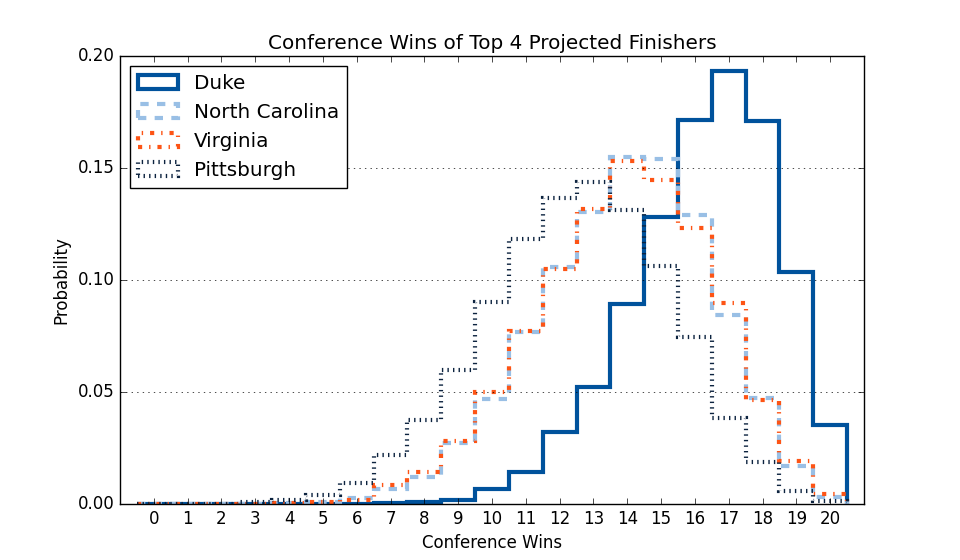 Conference Wins of Top 4 Projected Finishers
0.20
0.15
0.10
0.05
0.00
Probability
Duke
North Carolina
Virginia
Pittsburgh
0 1 2 3 4 5 6 7 8 9 10 11 12 13 14 15 16 17 18 19 20
Conference Wins